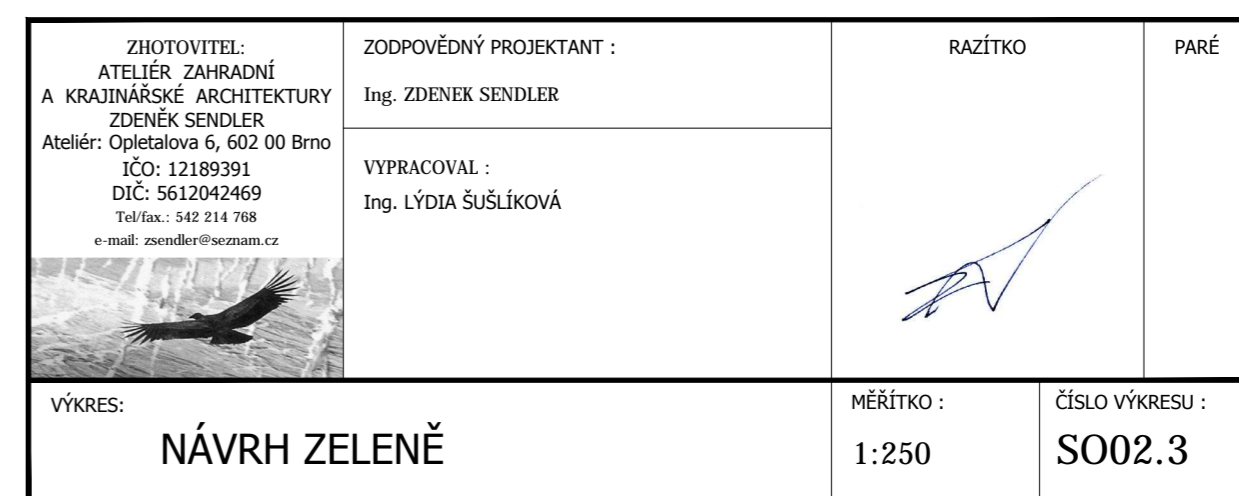 ZHOTOVITEL:
ATELIÉR ZAHRADNÍ
A KRAJINÁŘSKÉ ARCHITEKTURY
ZDENĚK SENDLER
Ateliér: Opletalova 6, 602 00 Brno
IČO: 12189391
DIČ: 5612042469
Tel/fax.: 542 214 768
e-mail: zsendler@seznam.cz
ZODPOVĚDNÝ PROJEKTANT :
Ing. ZDENEK SENDLER
VYPRACOVAL :
Ing. LÝDIA ŠUŠLÍKOVÁ
RAZÍTKO
PARÉ
VÝKRES:
NÁVRH ZELENĚ
MĚŘÍTKO :
1:250
ČÍSLO VÝKRESU :
SO02.3